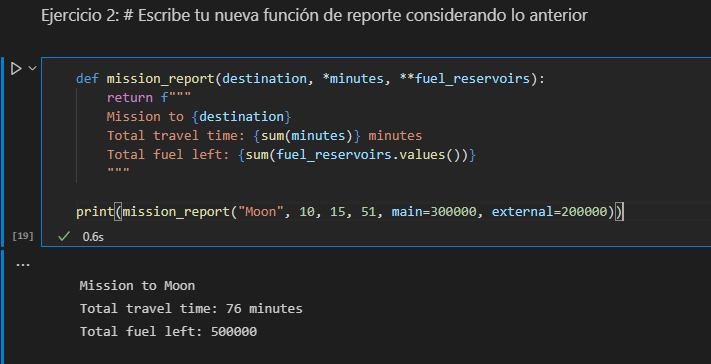 Ejercicio 2: # Escribe tu nueva función de reporte considerando lo anterior
def mission_report(destination, *minutes, **fuel_reservoirs):
    return f"""
    Mission to {destination}
    Total travel time: {sum(minutes)} minutes
    Total fuel left: {sum(fuel_reservoirs.values())}
    """
print(mission_report("Moon", 10, 15, 51, main=300000, external=200000))
[19] 0.6s
...
Mission to Moon
Total travel time: 76 minutes
Total fuel left: 500000